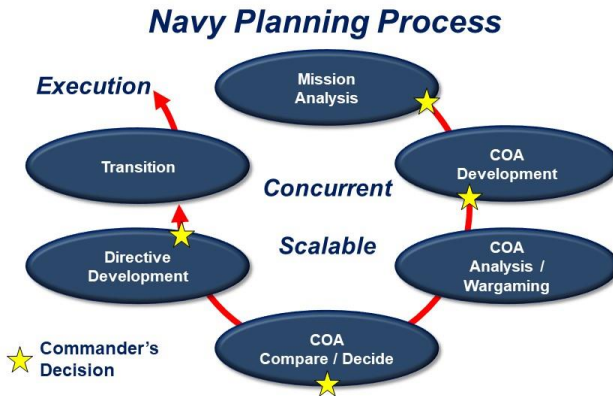 Navy Planning Process
Execution
Mission
Analysis
Transition
COA
Development
Concurrent
Scalable
Directive
Development
COA
Analysis /
Wargaming
COA
Compare / Decide
Commander's
Decision